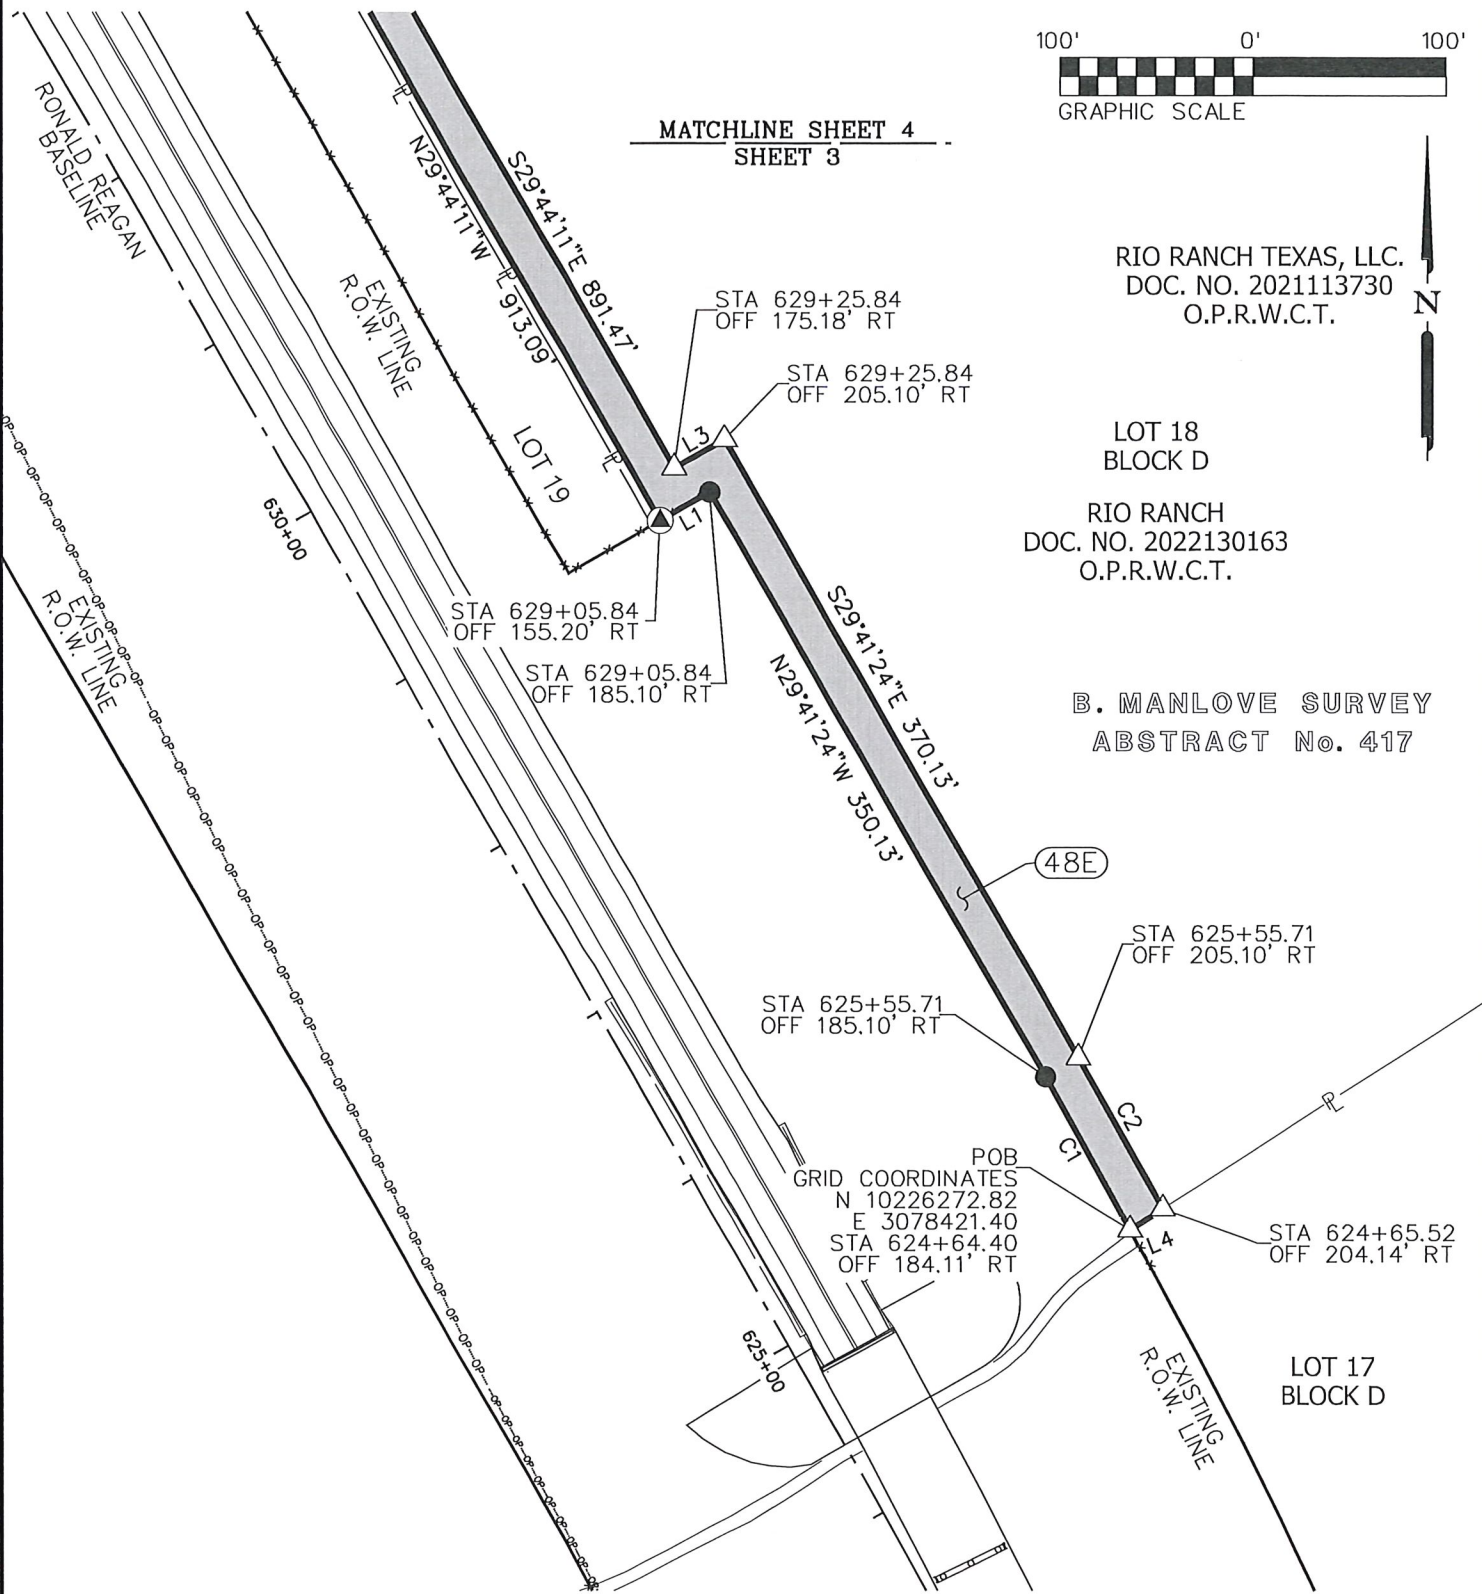 100' 0' 100'
GRAPHIC SCALE
MATCHLINE SHEET 4
SHEET 3
RONALD REAGAN
BASELINE
N29°44'11"W 913.09'
S29°44'11"E 891.47'
EXISTING
R.O.W. LINE
RIO RANCH TEXAS, LLC.
DOC. NO. 2021113730
O.P.R.W.C.T.
N
STA 629+25.84
OFF 175.18' RT
STA 629+25.84
OFF 205.10' RT
LOT 18
BLOCK D
L3
LOT 19
L1
630+00
RIO RANCH
DOC. NO. 2022130163
O.P.R.W.C.T.
EXISTING
R.O.W. LINE
STA 629+05.84
OFF 155.20' RT
STA 629+05.84
OFF 185.10' RT
S29°41'24"E 370.13'
N29°41'24"W 350.13'
B. MANLOVE SURVEY
ABSTRACT No. 417
48E
STA 625+55.71
OFF 205.10' RT
STA 625+55.71
OFF 185.10' RT
C2
C1
PL
POB
GRID COORDINATES
N 10226272.82
E 3078421.40
STA 624+64.40
OFF 184.11' RT
L4
STA 624+65.52
OFF 204.14' RT
625+00
EXISTING
R.O.W. LINE
LOT 17
BLOCK D